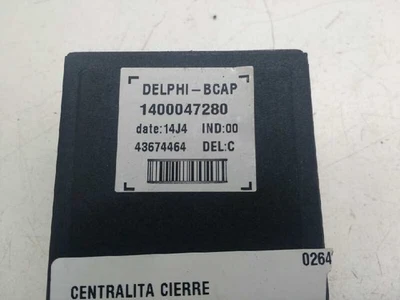 DELPHI-BCAP
1400047280
date:14J4 IND:00
43674464 DEL:C
0264
CENTRALITA CIERRE